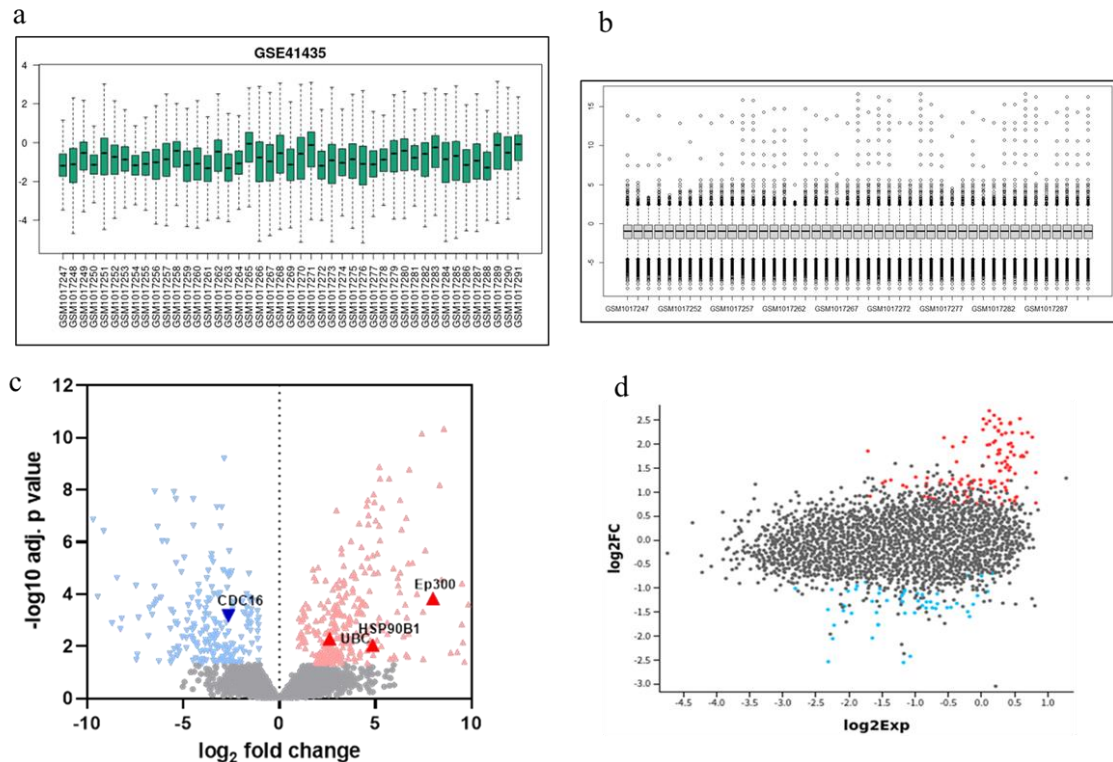 a
GSE41435
4
2
0
-2
-4
GSM1017247
GSM1017248
GSM1017249
GSM1017250
GSM1017251
GSM1017252
GSM1017253
GSM1017254
GSM1017255
GSM1017256
GSM1017257
GSM1017258
GSM1017259
GSM1017260
GSM1017261
GSM1017262
GSM1017263
GSM1017264
GSM1017265
GSM1017266
GSM1017267
GSM1017268
GSM1017269
GSM1017270
GSM1017271
GSM1017272
GSM1017273
GSM1017274
GSM1017275
GSM1017276
GSM1017277
GSM1017278
GSM1017279
GSM1017280
GSM1017281
GSM1017282
GSM1017283
GSM1017284
GSM1017285
GSM1017286
GSM1017287
GSM1017288
GSM1017289
GSM1017290
GSM1017291
b
15
10
5
0
-5
GSM1017247 GSM1017252 GSM1017257 GSM1017262 GSM1017267 GSM1017272 GSM1017277 GSM1017282 GSM1017287
c
-log10 adj. p value
12
10
8
6
4
2
0
Ep300
CDC16
HSP90B1
UBC
-10 -5 0 5 10
log2 fold change
d
log2FC
2.5
2.0
1.5
1.0
0.5
0.0
-0.5
-1.0
-1.5
-2.0
-2.5
-3.0
-4.5 -4.0 -3.5 -3.0 -2.5 -2.0 -1.5 -1.0 -0.5 0.0 0.5 1.0
log2Exp